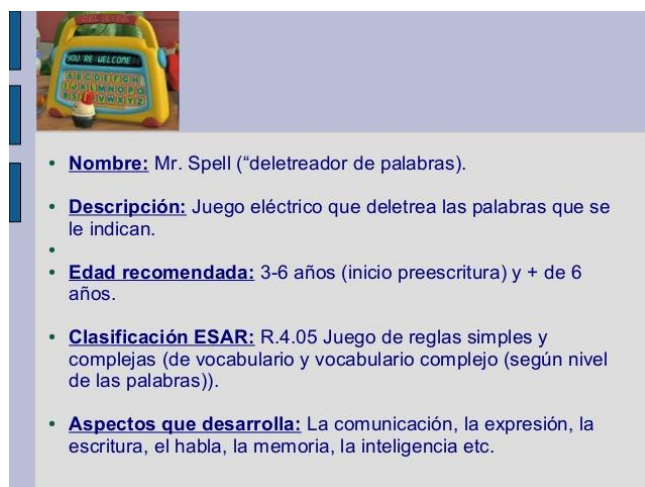 YOU'RE WELCOME
A B C D E F G H
I J K L M N O P Q
V W X Y Z
• Nombre: Mr. Spell (“deletreador de palabras).
• Descripción: Juego eléctrico que deletrea las palabras que se
le indican.
•
• Edad recomendada: 3-6 años (inicio preescritura) y + de 6
años.
• Clasificación ESAR: R.4.05 Juego de reglas simples y
complejas (de vocabulario y vocabulario complejo (según nivel
de las palabras)).
• Aspectos que desarrolla: La comunicación, la expresión, la
escritura, el habla, la memoria, la inteligencia etc.